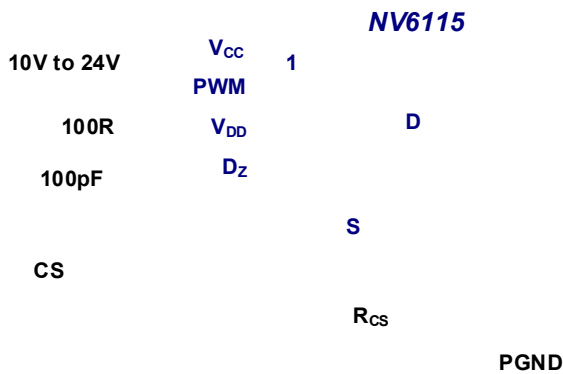 NV6115
10V to 24V
VCC
1
PWM
100R
VDD
D
100pF
DZ
S
CS
RCS
PGND